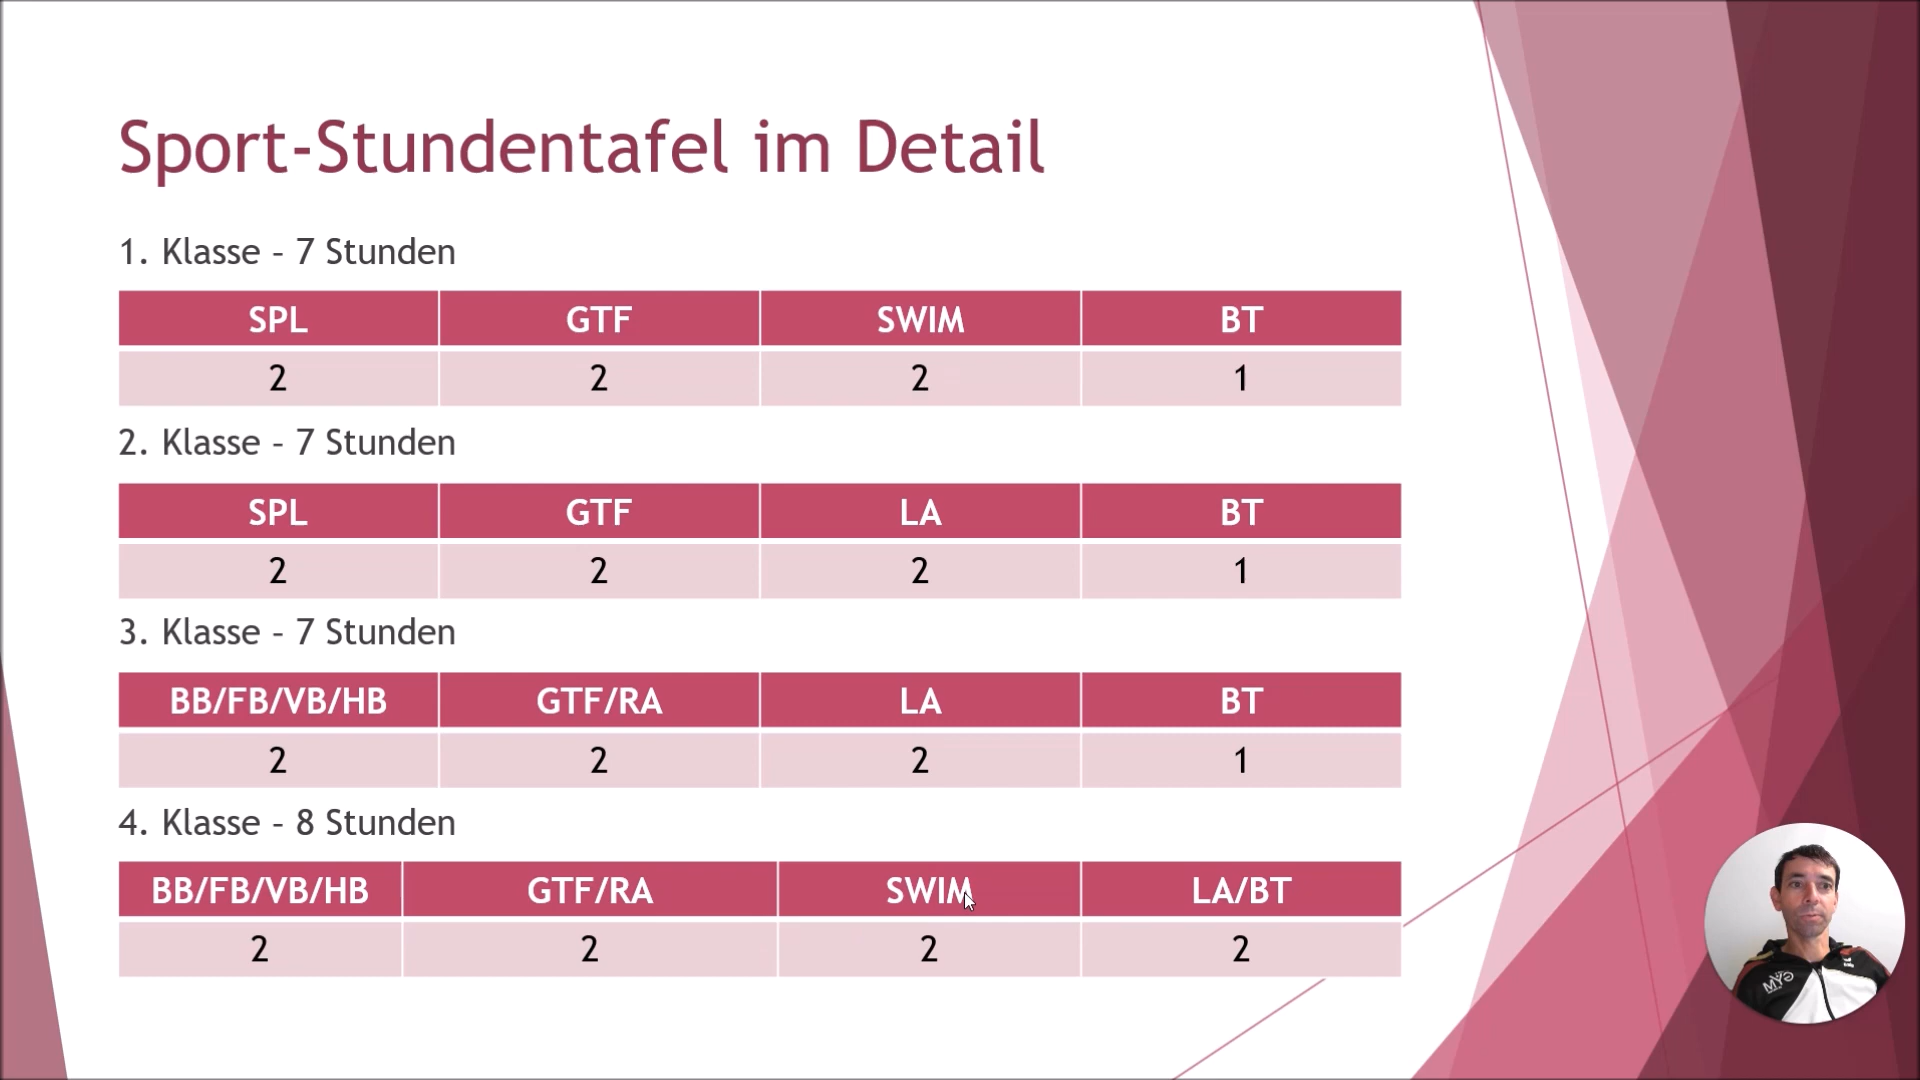 Sport-Stundentafel im Detail
1. Klasse – 7 Stunden
SPL GTF SWIM BT
2 2 2 1
2. Klasse – 7 Stunden
SPL GTF LA BT
2 2 2 1
3. Klasse – 7 Stunden
BB/FB/VB/HB GTF/RA LA BT
2 2 2 1
4. Klasse – 8 Stunden
BB/FB/VB/HB GTF/RA SWIM LA/BT
2 2 2 2